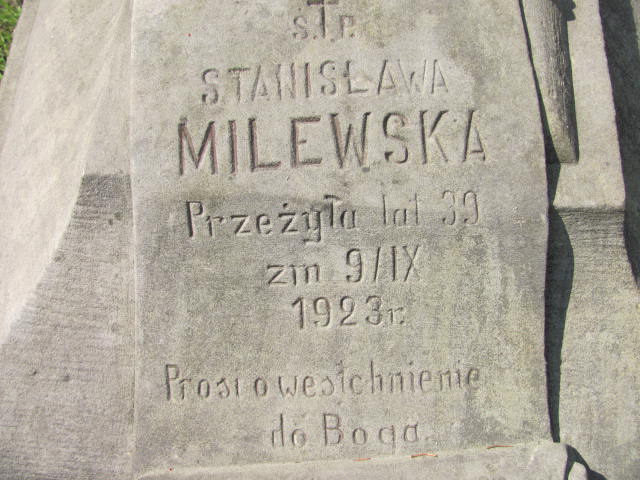 Ś.†P.
STANISŁAWA
MILEWSKA
Przeżyła lat 39
zm 9/IX
1923r.
Prosi o westchnienie
do Boga.